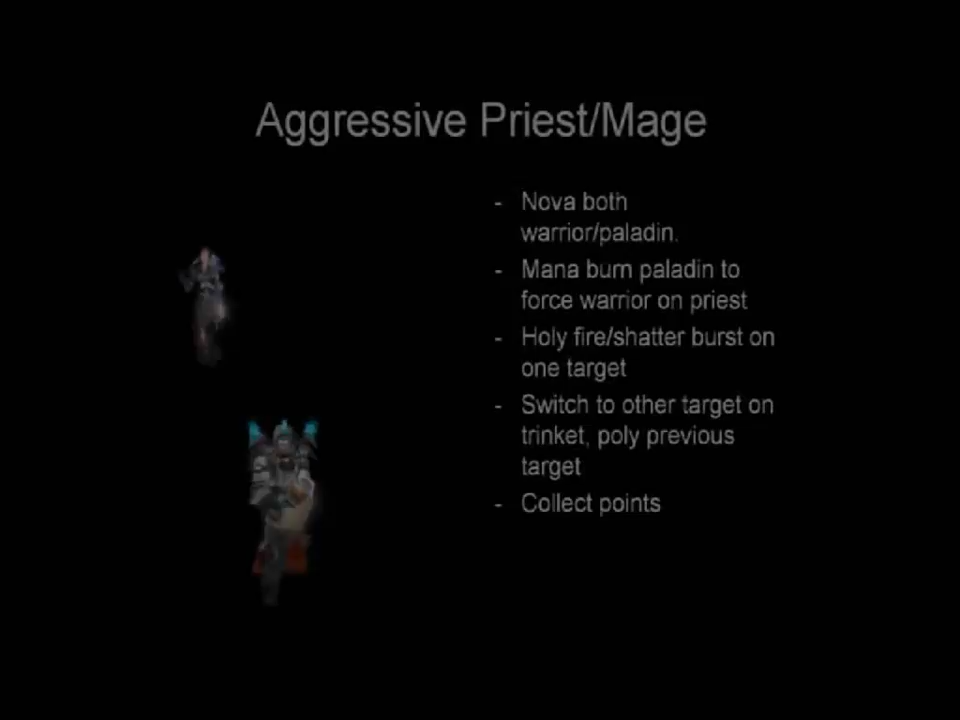 Aggressive Priest/Mage
- Nova both
warrior/paladin.
- Mana burn paladin to
force warrior on priest
- Holy fire/shatter burst on
one target
- Switch to other target on
trinket, poly previous
target
- Collect points